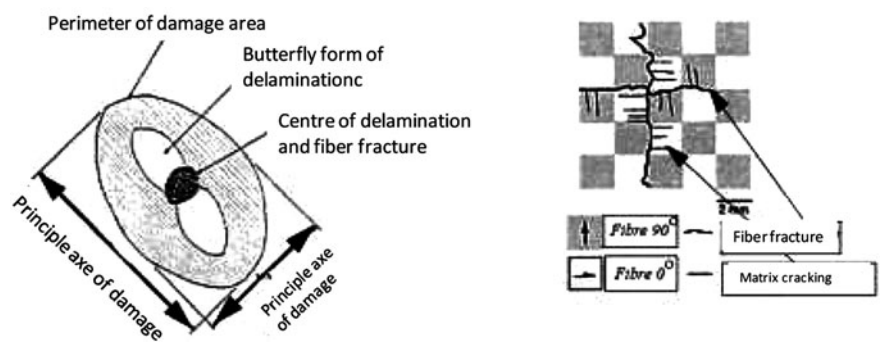 Perimeter of damage area
Butterfly form of
delaminationc
Centre of delamination
and fiber fracture
Principle axe of damage
Principle axe
of damage
2 mm
Fibre 90°
Fiber fracture
Fibre 0°
Matrix cracking